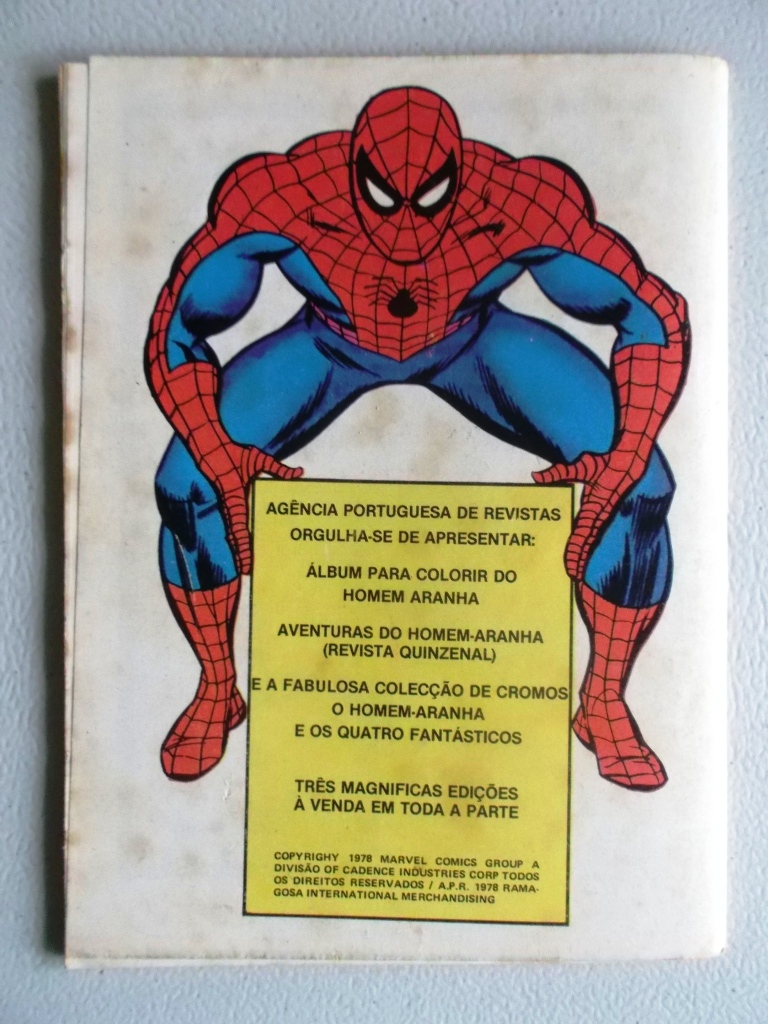 AGÊNCIA PORTUGUESA DE REVISTAS
ORGULHA-SE DE APRESENTAR:
ÁLBUM PARA COLORIR DO
HOMEM ARANHA
AVENTURAS DO HOMEM-ARANHA
(REVISTA QUINZENAL)
E A FABULOSA COLECÇÃO DE CROMOS
O HOMEM-ARANHA
E OS QUATRO FANTÁSTICOS
TRÊS MAGNIFICAS EDIÇÕES
À VENDA EM TODA A PARTE
COPYRIGHY 1978 MARVEL COMICS GROUP A
DIVISÃO OF CADENCE INDUSTRIES CORP TODOS
OS DIREITOS RESERVADOS / A.P.R. 1978 RAMA-
GOSA INTERNATIONAL MERCHANDISING